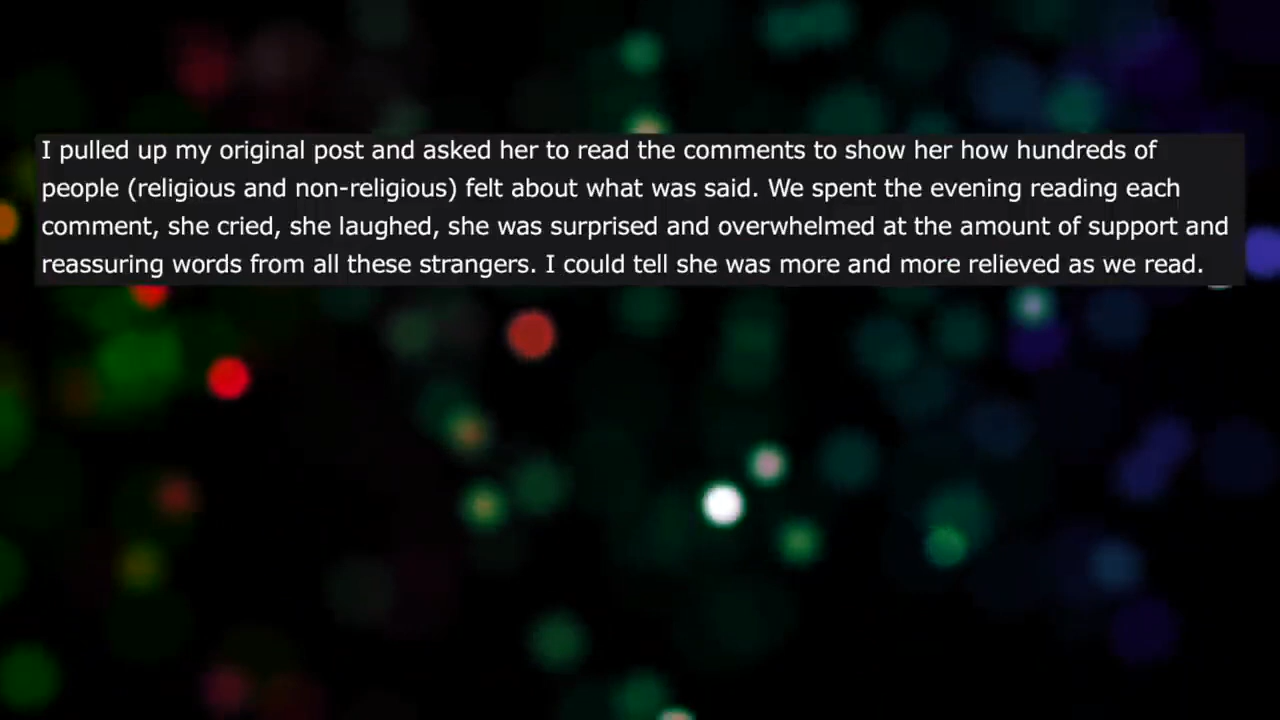 I pulled up my original post and asked her to read the comments to show her how hundreds of
people (religious and non-religious) felt about what was said. We spent the evening reading each
comment, she cried, she laughed, she was surprised and overwhelmed at the amount of support and
reassuring words from all these strangers. I could tell she was more and more relieved as we read.